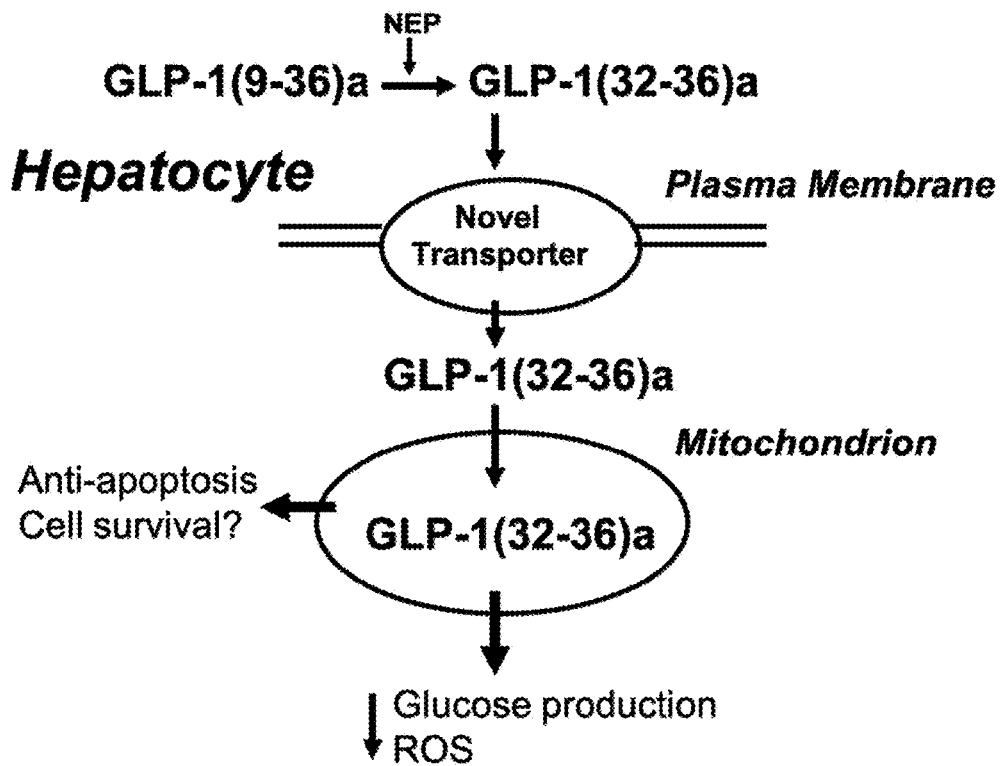 NEP
GLP-1(9-36)a GLP-1(32-36)a
Hepatocyte
Plasma Membrane
Novel
Transporter
GLP-1(32-36)a
Mitochondrion
Anti-apoptosis
Cell survival?
GLP-1(32-36)a
Glucose production
ROS